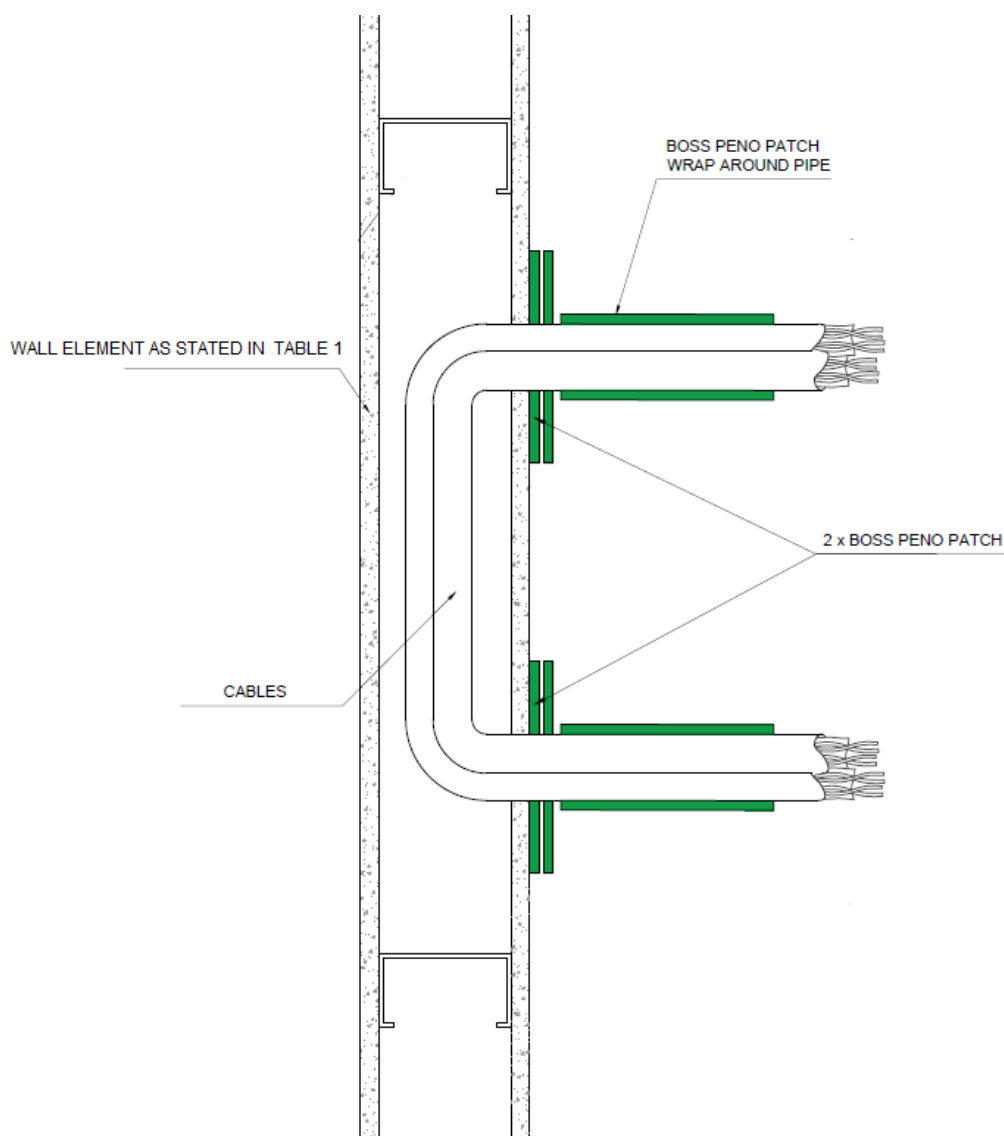 BOSS PENO PATCH
WRAP AROUND PIPE
WALL ELEMENT AS STATED IN TABLE 1
2 x BOSS PENO PATCH
CABLES